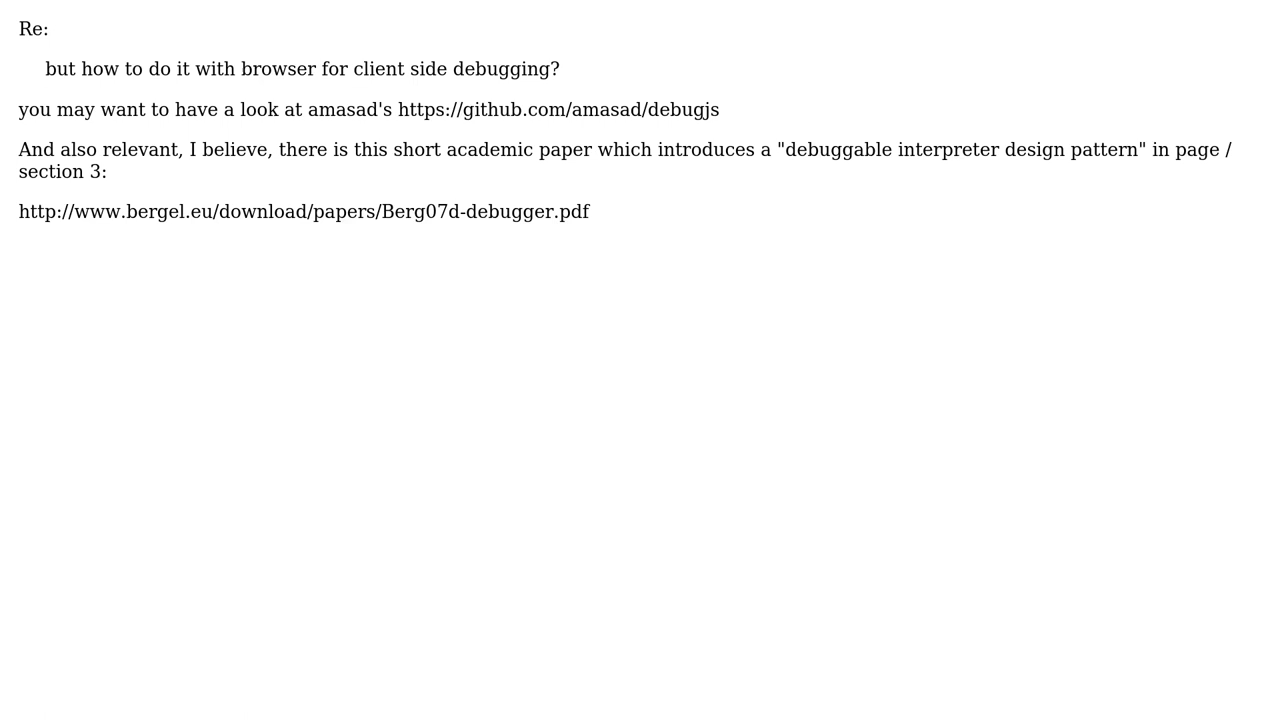 Re:
but how to do it with browser for client side debugging?
you may want to have a look at amasad's https://github.com/amasad/debugjs
And also relevant, I believe, there is this short academic paper which introduces a "debuggable interpreter design pattern" in page /
section 3:
http://www.bergel.eu/download/papers/Berg07d-debugger.pdf